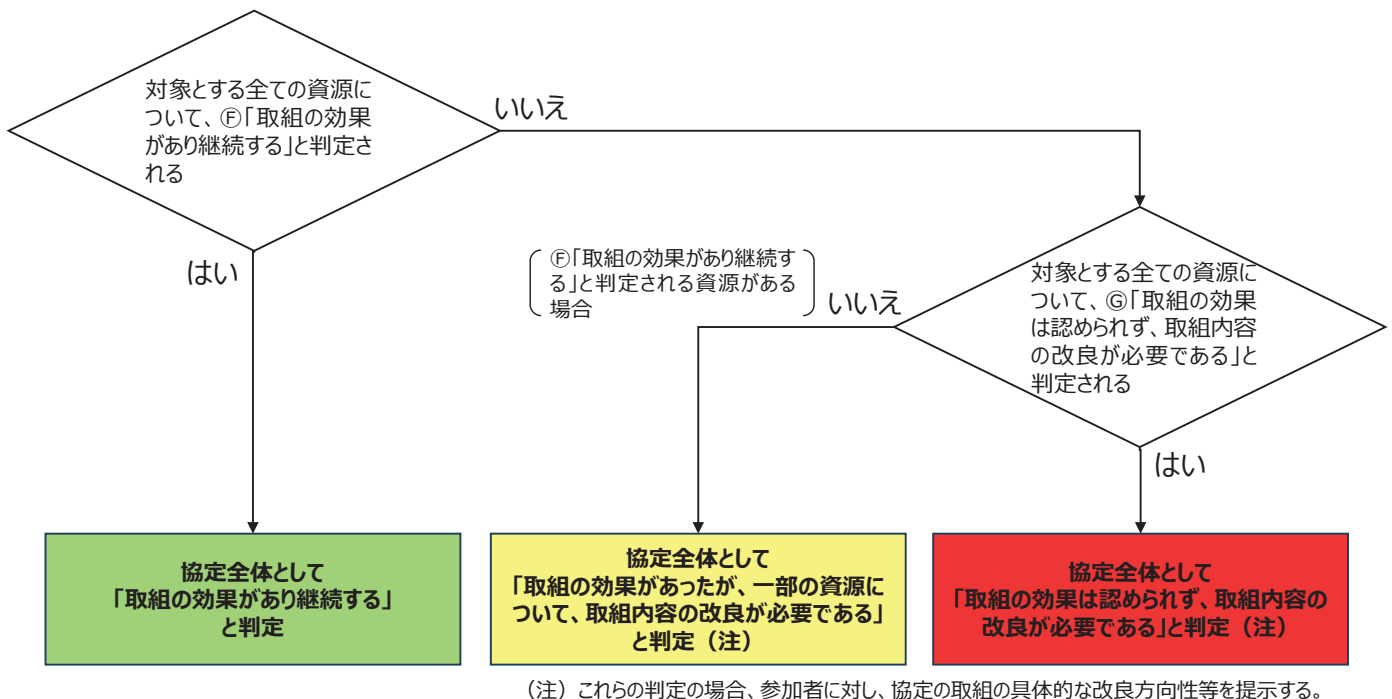 対象とする全ての資源に
ついて、Ⓕ「取組の効果
があり継続する」と判定さ
れる
いいえ
はい
Ⓕ「取組の効果があり継続す
る」と判定される資源がある
場合
いいえ
対象とする全ての資源に
ついて、Ⓖ「取組の効果
は認められず、取組内容
の改良が必要である」と
判定される
はい
協定全体として
「取組の効果があり継続する」
と判定
協定全体として
「取組の効果があったが、一部の資源に
ついて、取組内容の改良が必要である」
と判定（注）
協定全体として
「取組の効果は認められず、取組内容の
改良が必要である」と判定（注）
（注）これらの判定の場合、参加者に対し、協定の取組の具体的な改良方向性等を提示する。